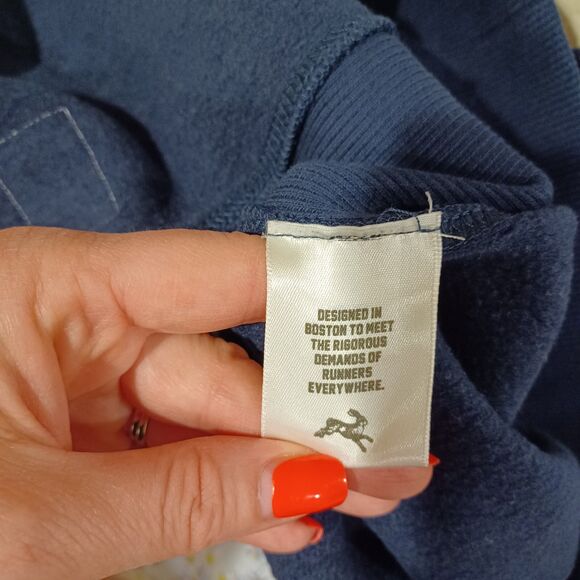 DESIGNED IN
BOSTON TO MEET
THE RIGOROUS
DEMANDS OF
RUNNERS
EVERYWHERE.